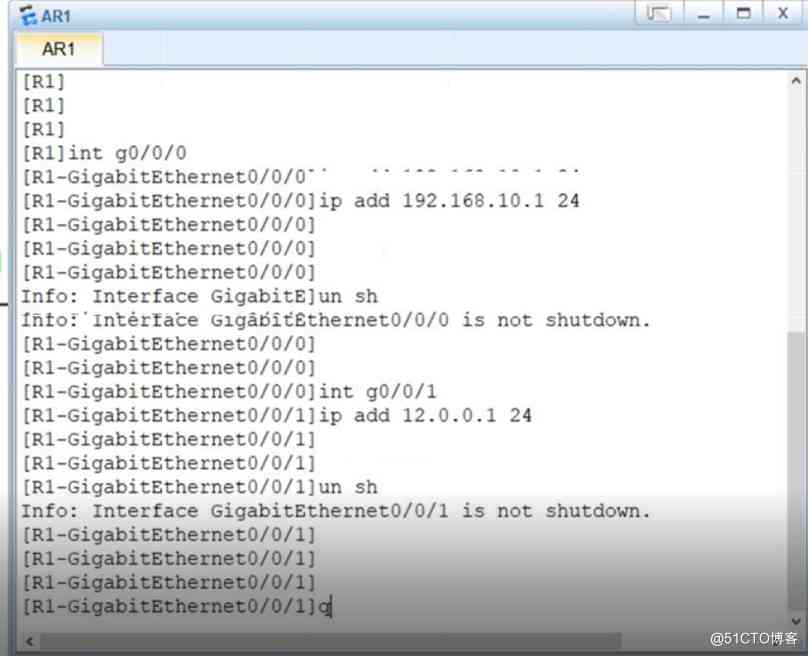 AR1
AR1
[R1]
[R1]
[R1]
[R1]int g0/0/0
[R1-GigabitEthernet0/0/0
[R1-GigabitEthernet0/0/0]ip add 192.168.10.1 24
[R1-GigabitEthernet0/0/0]
[R1-GigabitEthernet0/0/0]
[R1-GigabitEthernet0/0/0]
Info: Interface GigabitE]un sh
Info: Interface GigabitEthernet0/0/0 is not shutdown.
[R1-GigabitEthernet0/0/0]
[R1-GigabitEthernet0/0/0]
[R1-GigabitEthernet0/0/0]int g0/0/1
[R1-GigabitEthernet0/0/1]ip add 12.0.0.1 24
[R1-GigabitEthernet0/0/1]
[R1-GigabitEthernet0/0/1]
[R1-GigabitEthernet0/0/1]un sh
Info: Interface GigabitEthernet0/0/1 is not shutdown.
[R1-GigabitEthernet0/0/1]
[R1-GigabitEthernet0/0/1]
[R1-GigabitEthernet0/0/1]
[R1-GigabitEthernet0/0/1]q
@51CTO博客